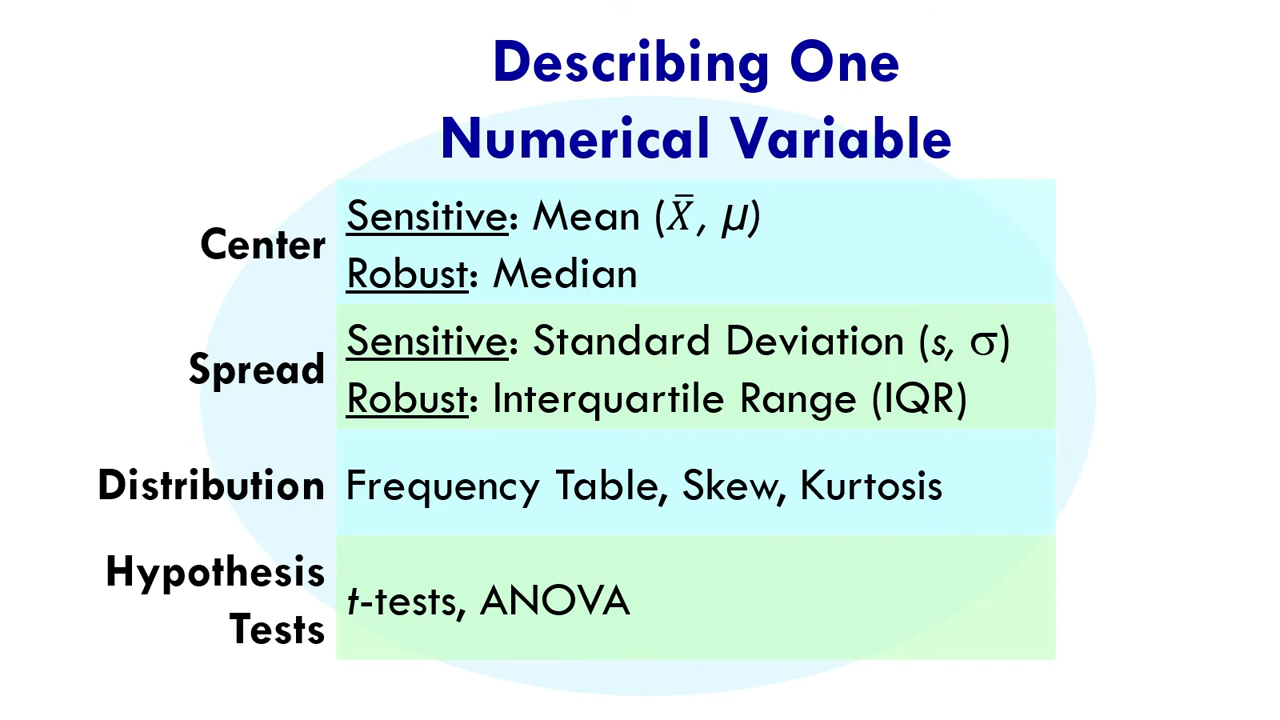 Describing One
Numerical Variable
Center
Sensitive: Mean (X̄, μ)
Robust: Median
Spread
Sensitive: Standard Deviation (s, σ)
Robust: Interquartile Range (IQR)
Distribution
Frequency Table, Skew, Kurtosis
Hypothesis
Tests
t-tests, ANOVA